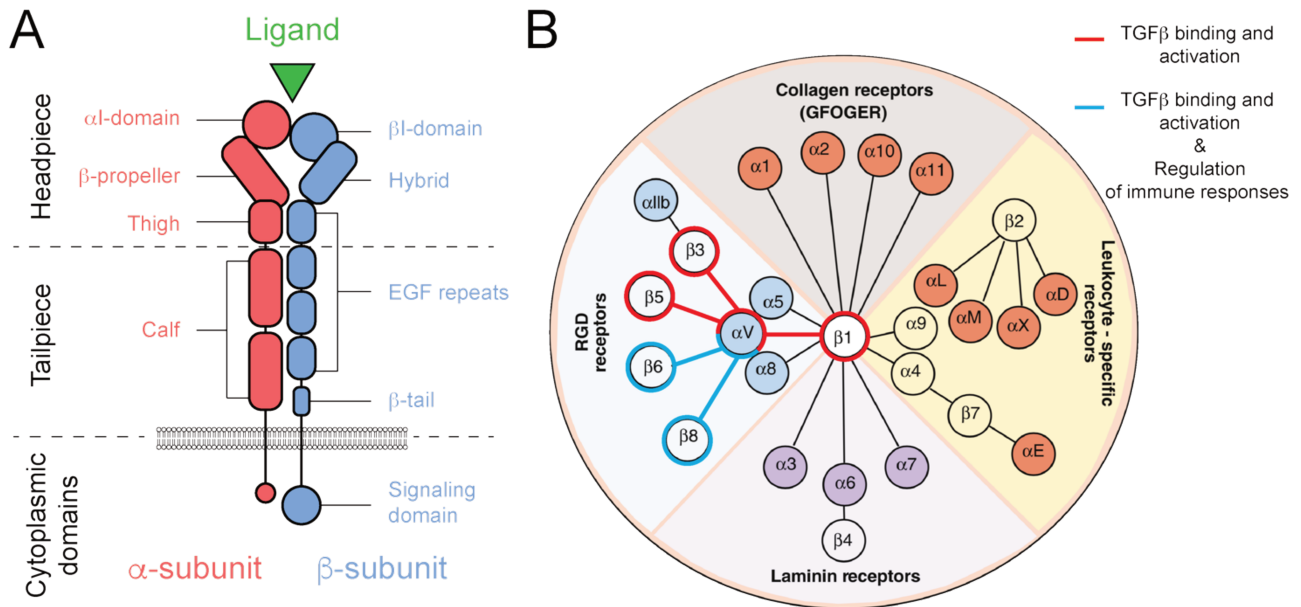 A
Ligand
Headpiece
Tailpiece
Cytoplasmic
domains
αI-domain
β-propeller
Thigh
Calf
βI-domain
Hybrid
EGF repeats
β-tail
Signaling
domain
α-subunit
β-subunit
B
TGFβ binding and
activation
TGFβ binding and
activation
&
Regulation
of immune responses
Collagen receptors
(GFOGER)
α1
α2
α10
α11
RGD
receptors
αIIb
β3
β5
β6
β8
αV
α5
α8
β1
Leukocyte - specific
receptors
β2
αL
αM
αX
αD
α9
α4
β7
αE
α3
α6
α7
β4
Laminin receptors